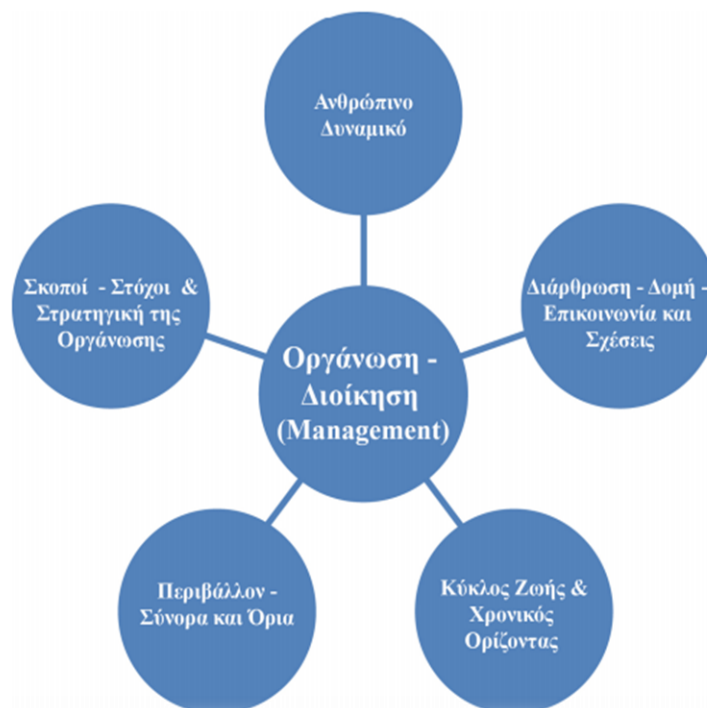 Ανθρώπινο
Δυναμικό
Σκοποί - Στόχοι &
Στρατηγική της
Οργάνωσης
Διάρθρωση - Δομή -
Επικοινωνία και
Σχέσεις
Οργάνωση -
Διοίκηση
(Management)
Περιβάλλον -
Σύνορα και Όρια
Κύκλος Ζωής &
Χρονικός
Ορίζοντας